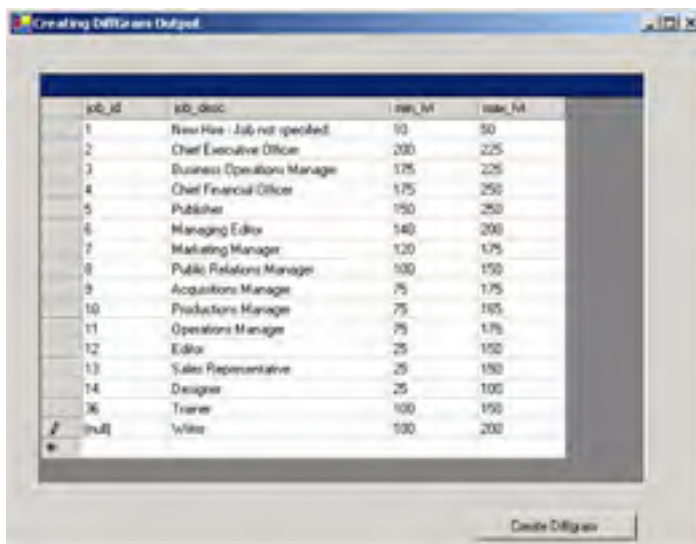 Creating DiffGram Output
job_id job_desc min_lvl max_lvl
1 New Hire - Job not specified 10 50
2 Chief Executive Officer 200 225
3 Business Operations Manager 175 225
4 Chief Financial Officer 175 250
5 Publisher 150 250
6 Managing Editor 140 200
7 Marketing Manager 120 175
8 Public Relations Manager 100 150
9 Acquisitions Manager 75 175
10 Productions Manager 75 165
11 Operations Manager 75 175
12 Editor 25 150
13 Sales Representative 25 150
14 Designer 25 100
36 Trainer 100 150
(null) Writer 100 200
Create Diffgram